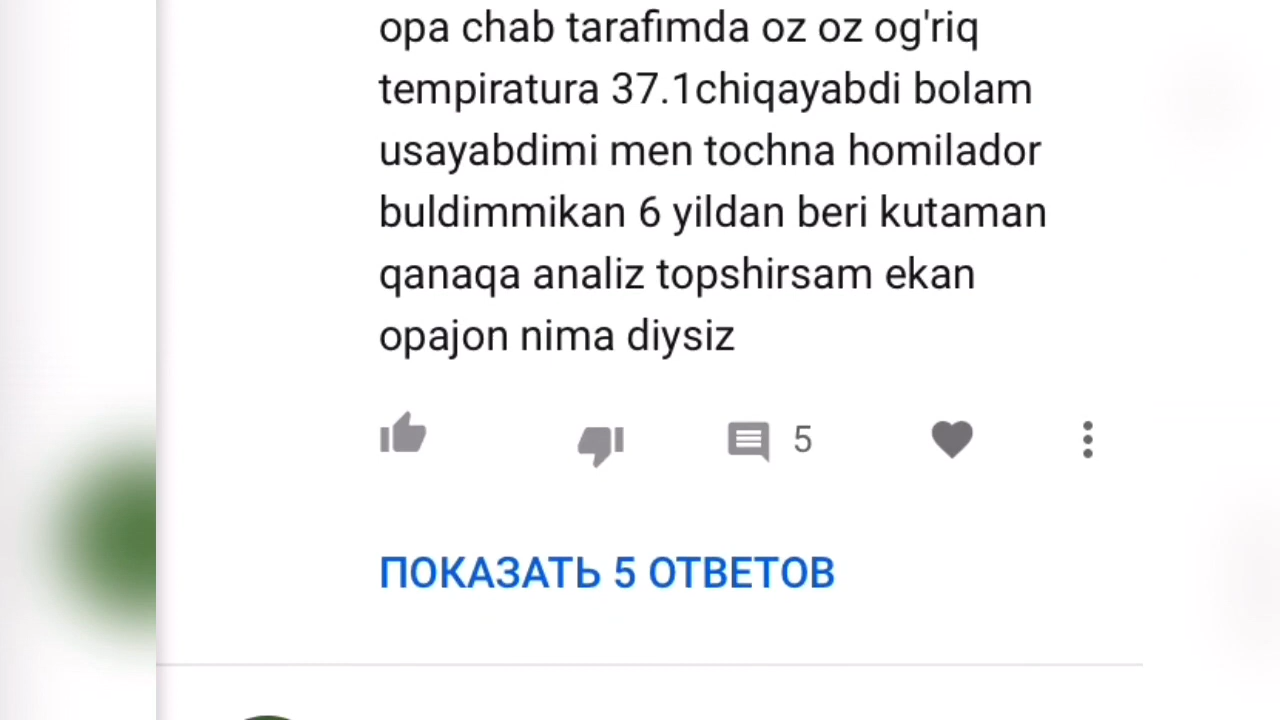 opa chab tarafimda oz oz og'riq
tempiratura 37.1chiqayabdi bolam
usayabdimi men tochna homilador
buldimmikan 6 yildan beri kutaman
qanaqa analiz topshirsam ekan
opajon nima diysiz
5
ПОКАЗАТЬ 5 ОТВЕТОВ